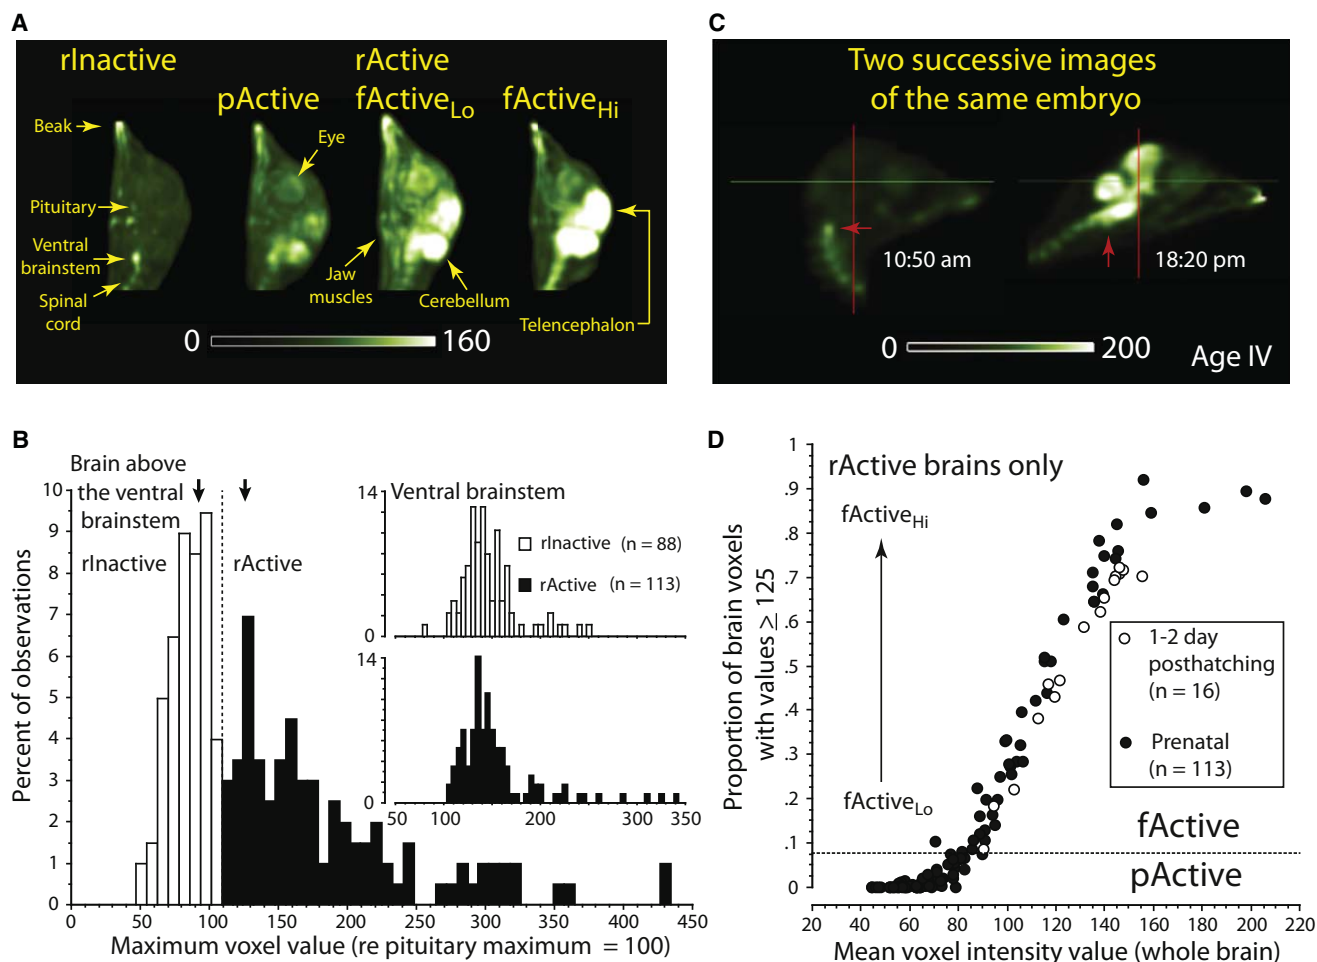 A
rInactive
pActive
rActive
fActiveLo
fActiveHi
Beak
Eye
Pituitary
Ventral
brainstem
Spinal
cord
Jaw
muscles
Cerebellum
Telencephalon
0
160
C
Two successive images
of the same embryo
10:50 am
18:20 pm
0
200
Age IV
B
Brain above
the ventral
brainstem
rInactive
rActive
Percent of observations
10
9
8
7
6
5
4
3
2
1
0
0 50 100 150 200 250 300 350 400 450
Maximum voxel value (re pituitary maximum = 100)
Ventral brainstem
14
0
rInactive (n = 88)
rActive (n = 113)
14
0
50 100 200 300 350
D
rActive brains only
fActiveHi
fActiveLo
Proportion of brain voxels
with values ≥ 125
1
.9
.8
.7
.6
.5
.4
.3
.2
.1
0
1-2 day
posthatching
(n = 16)
Prenatal
(n = 113)
fActive
pActive
20 40 60 80 100 120 140 160 180 200 220
Mean voxel intensity value (whole brain)